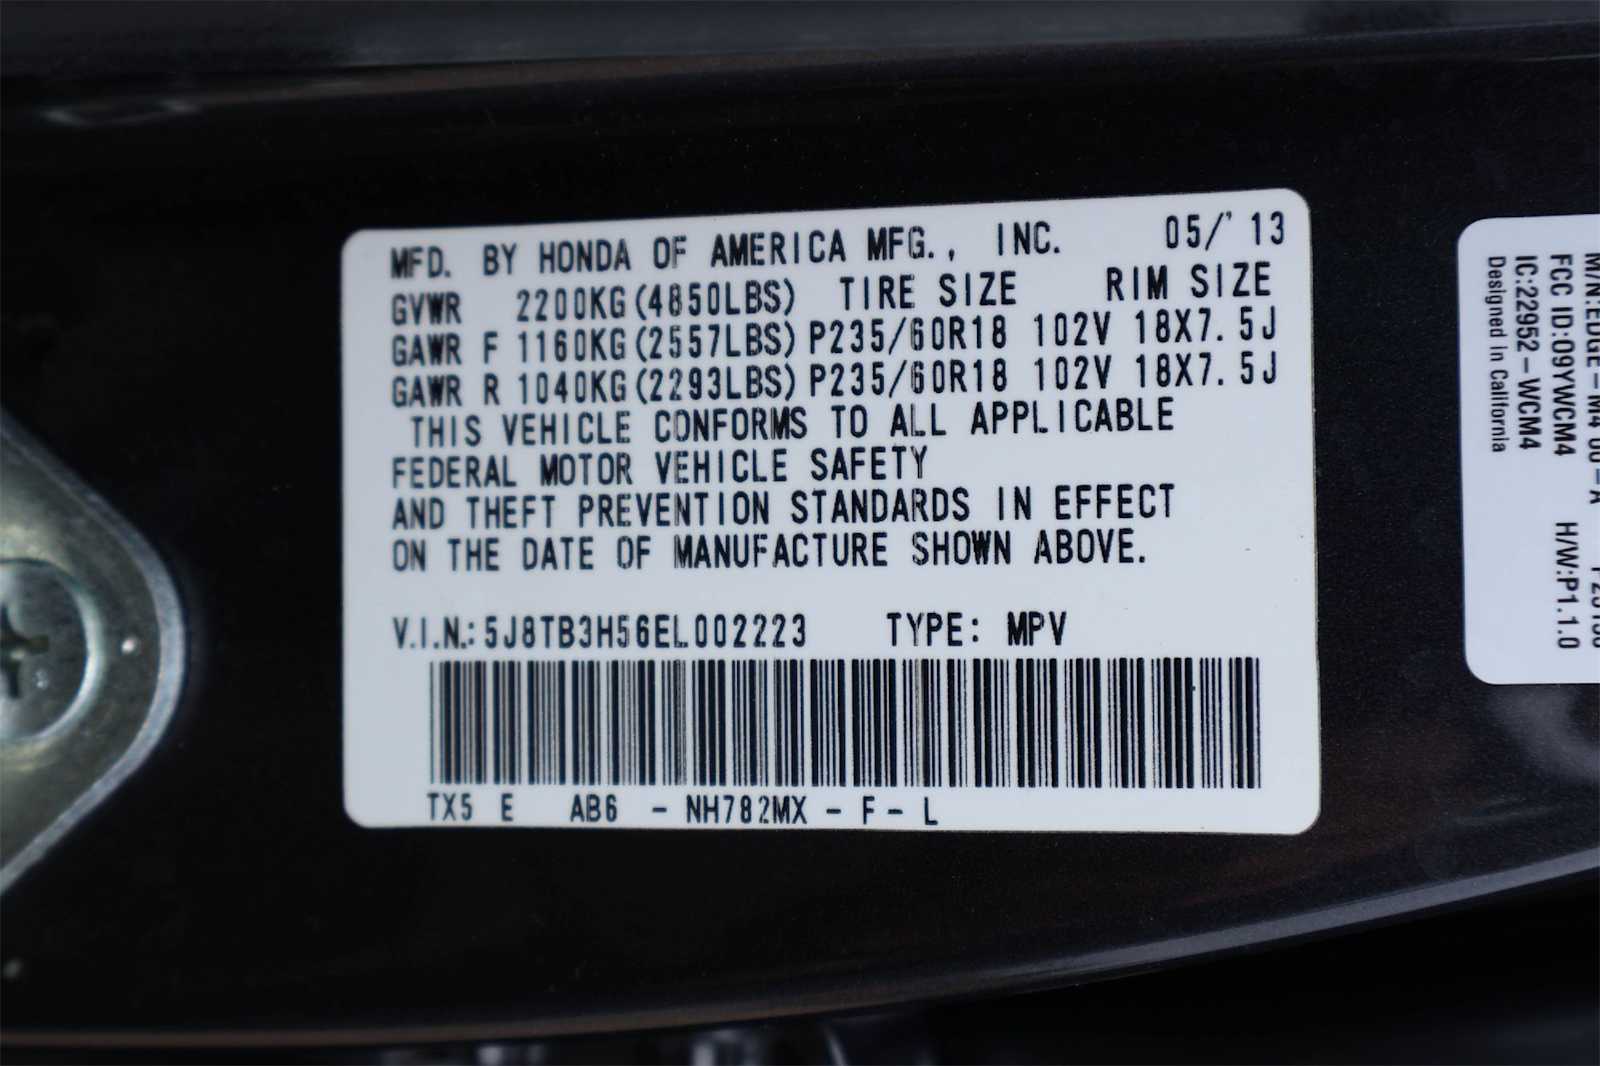 MFD. BY HONDA OF AMERICA MFG., INC. 05/'13
GVWR 2200KG(4850LBS) TIRE SIZE RIM SIZE
GAWR F 1160KG(2557LBS) P235/60R18 102V 18X7.5J
GAWR R 1040KG(2293LBS) P235/60R18 102V 18X7.5J
THIS VEHICLE CONFORMS TO ALL APPLICABLE
FEDERAL MOTOR VEHICLE SAFETY
AND THEFT PREVENTION STANDARDS IN EFFECT
ON THE DATE OF MANUFACTURE SHOWN ABOVE.
V.I.N.: 5J8TB3H56EL002223 TYPE: MPV
TX5 E AB6 - NH782MX - F - L
FCC ID:O9YWCM4 H/W:P1.1.0
IC:22952-WCM4
Designed in California